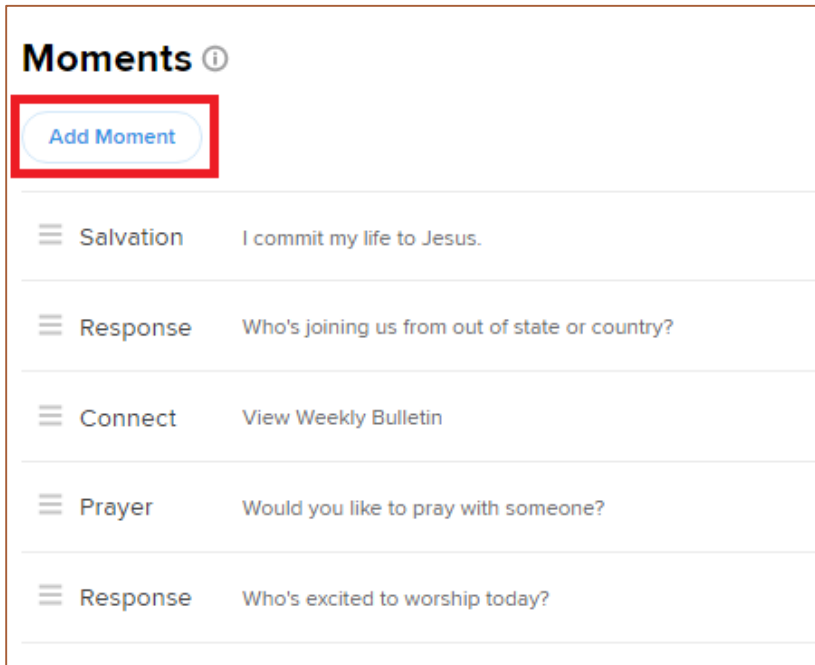 Moments
Add Moment
Salvation I commit my life to Jesus.
Response Who's joining us from out of state or country?
Connect View Weekly Bulletin
Prayer Would you like to pray with someone?
Response Who's excited to worship today?